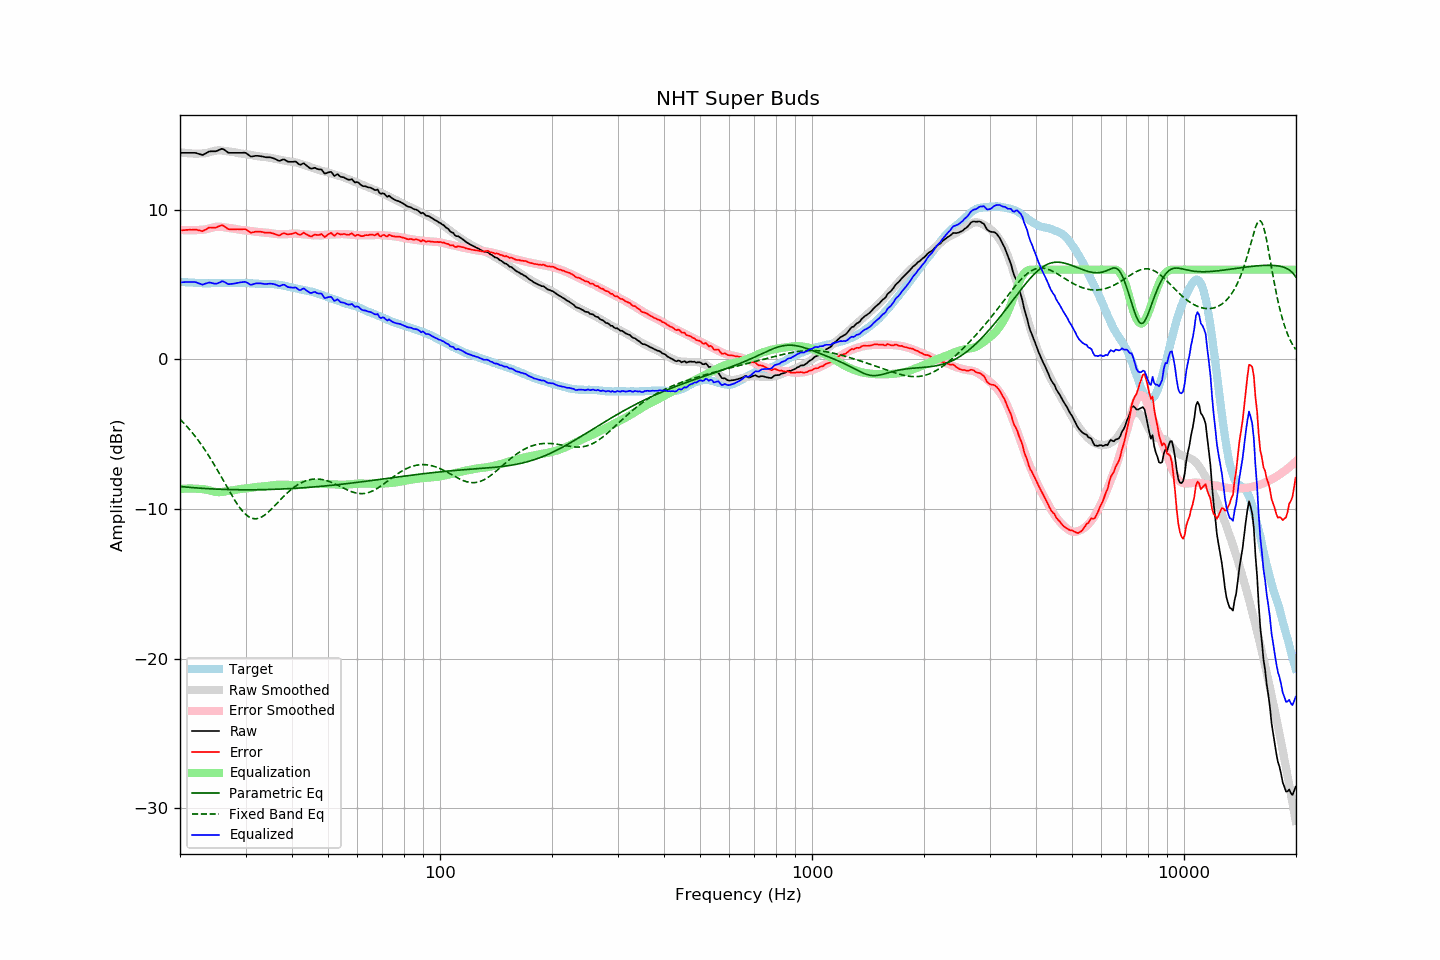 NHT Super Buds
Amplitude (dBr)
10
0
−10
−20
−30
Target
Raw Smoothed
Error Smoothed
Raw
Error
Equalization
Parametric Eq
Fixed Band Eq
Equalized
100
1000
10000
Frequency (Hz)